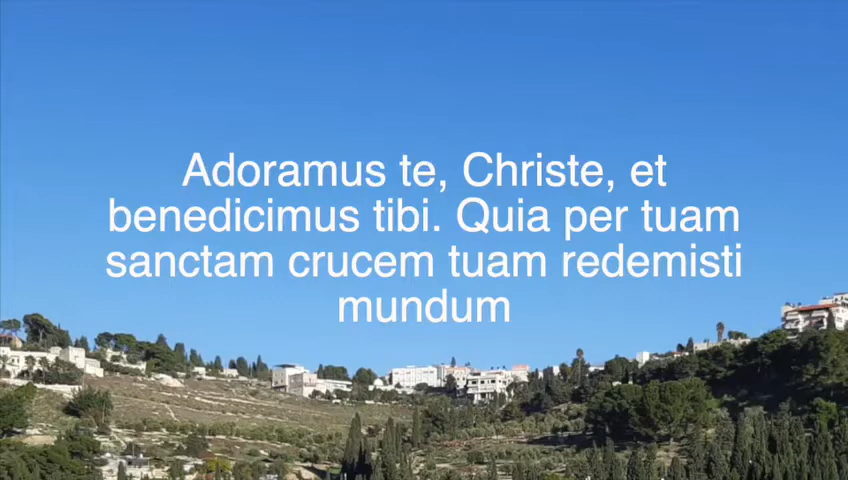 Adoramus te, Christe, et
benedicimus tibi. Quia per tuam
sanctam crucem tuam redemisti
mundum